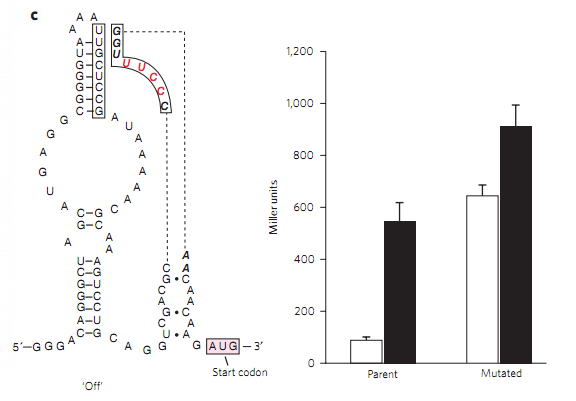 c
A A
A U G
A–U G
U–G U
G–C U U
G–U C
G–C C
G–C C
C–G
G A
G U
A A
G A
U A
A A
C–G C
G–C
A A
A
A
U–A
C A
C–G
G•C
5′–GGGA
C–G
C A G G
U•A
G AUG – 3′
Start codon
'Off'
Miller units
1,200
1,000
800
600
400
200
0
Parent
Mutated